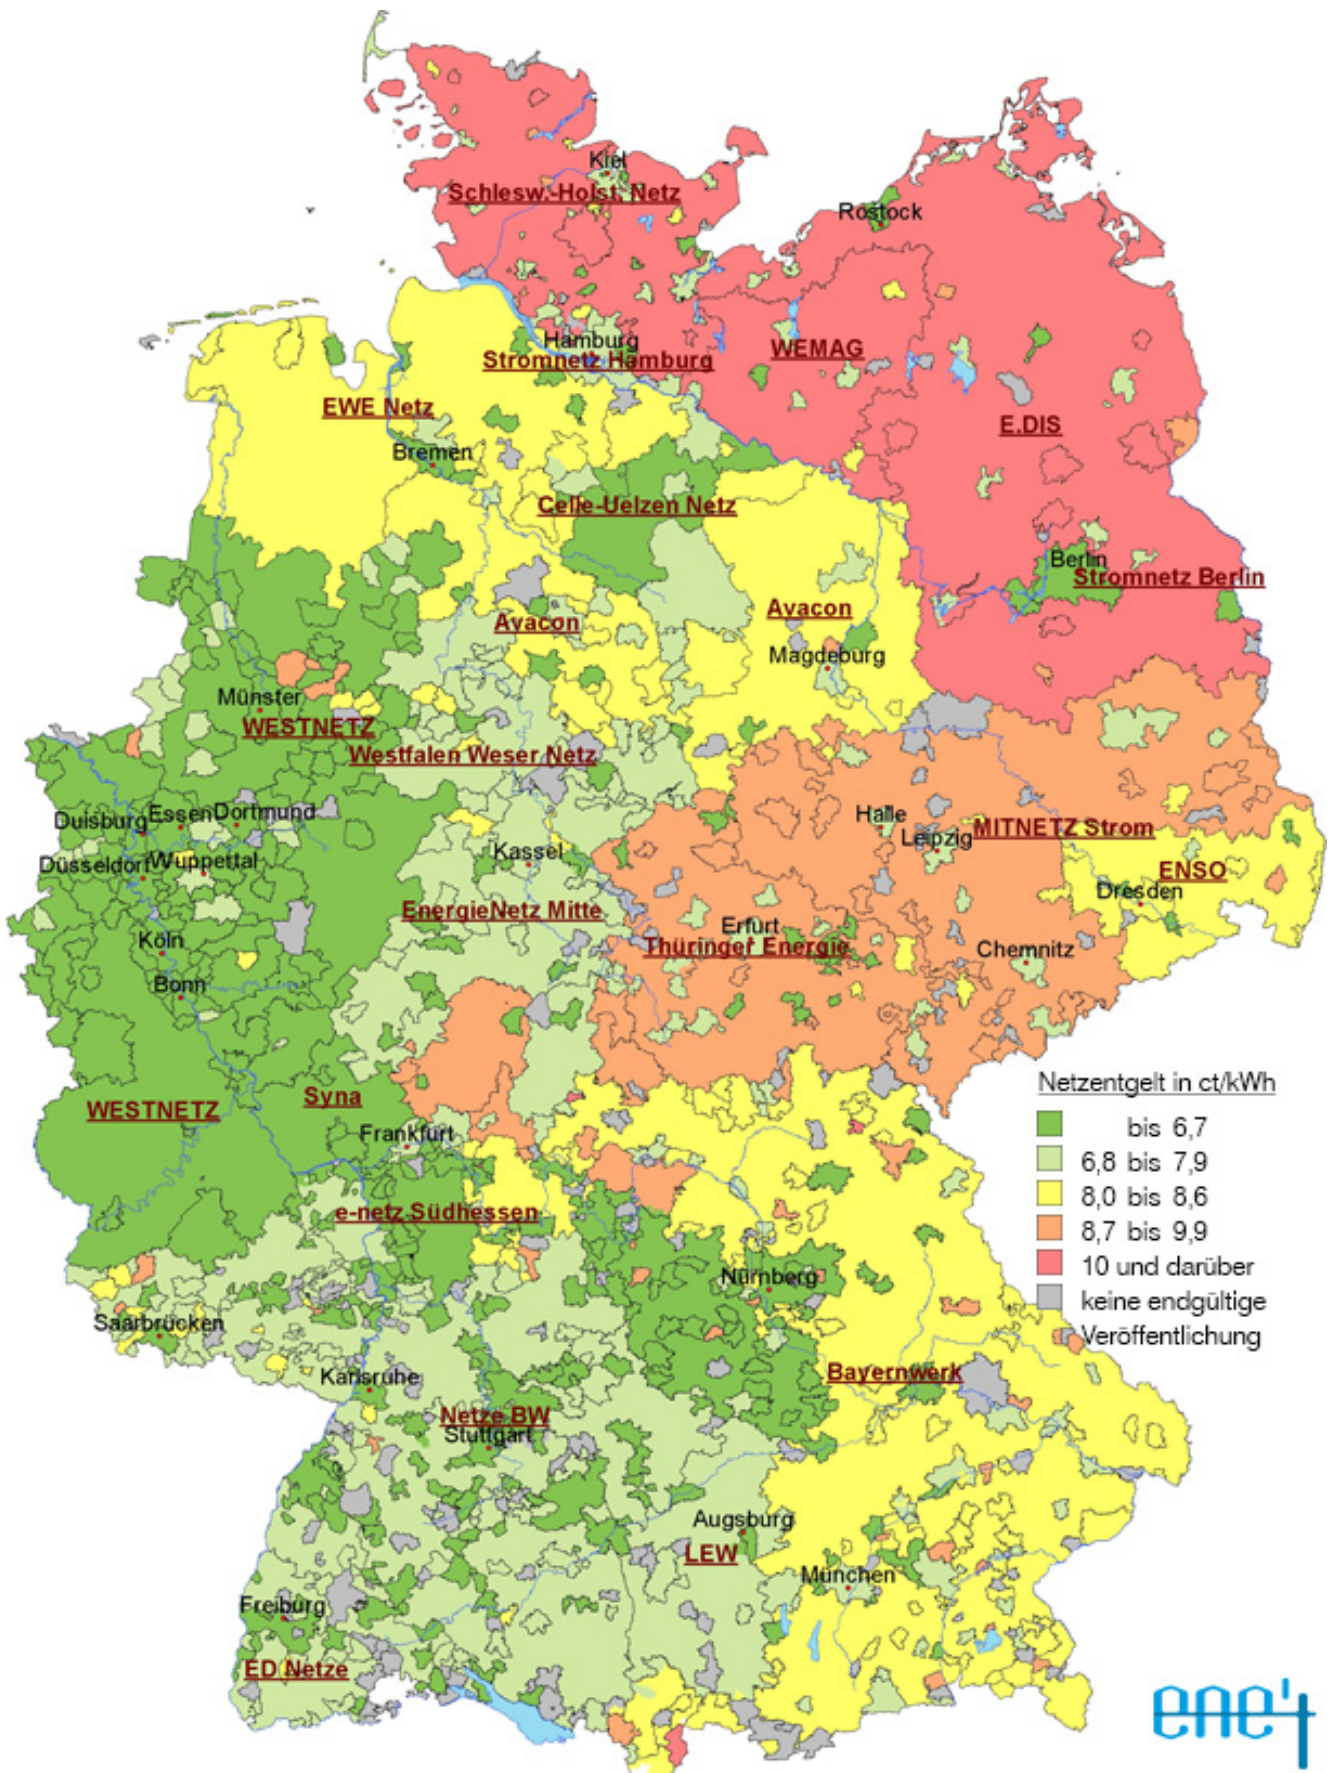 Kiel
Schlesw.-Holst. Netz
Rostock
Hamburg
Stromnetz Hamburg
WEMAG
EWE Netz
E.DIS
Bremen
Celle-Uelzen Netz
Berlin
Stromnetz Berlin
Avacon
Avacon
Magdeburg
Münster
WESTNETZ
Westfalen Weser Netz
Duisburg
Essen
Dortmund
Halle
Leipzig
MITNETZ Strom
Düsseldorf
Wuppertal
Kassel
ENSO
Dresden
EnergieNetz Mitte
Erfurt
Thüringer Energie
Köln
Chemnitz
Bonn
Netzentgelt in ct/kWh
bis 6,7
6,8 bis 7,9
8,0 bis 8,6
8,7 bis 9,9
10 und darüber
keine endgültige
Veröffentlichung
WESTNETZ
Syna
Frankfurt
e-netz Südhessen
Nürnberg
Saarbrücken
Karlsruhe
Bayernwerk
Netze BW
Stuttgart
Augsburg
LEW
München
Freiburg
ED Netze
ene't